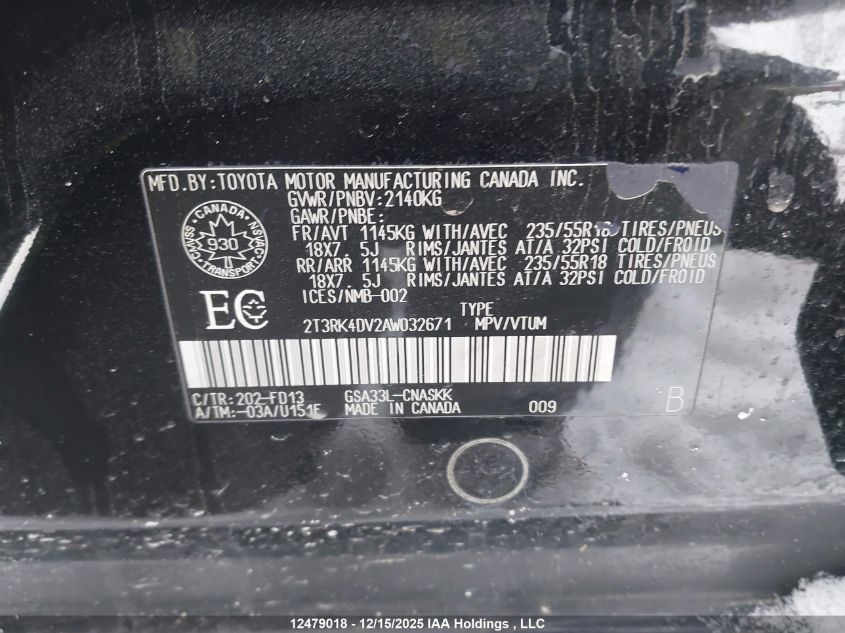 MFD.BY:TOYOTA MOTOR MANUFACTURING CANADA INC.
GVWR/PNBV:2140KG
GAWR/PNBE:
FR/AVT 1145KG WITH/AVEC 235/55R18 TIRES/PNEUS
18X7.5J RIMS/JANTES AT/A 32PSI COLD/FROID
RR/ARR 1145KG WITH/AVEC 235/55R18 TIRES/PNEUS
18X7.5J RIMS/JANTES AT/A 32PSI COLD/FROID
ICES/NMB-002
CANADA
CMVSS
930
NSVAC
TRANSPORT
EC
TYPE
2T3RK4DV2AW032671 MPV/VTUM
C/TR:202-FD13 GSA33L-CNASKK
A/TM:-03A/U151F MADE IN CANADA 009 B
12479018 - 12/15/2025 IAA Holdings , LLC